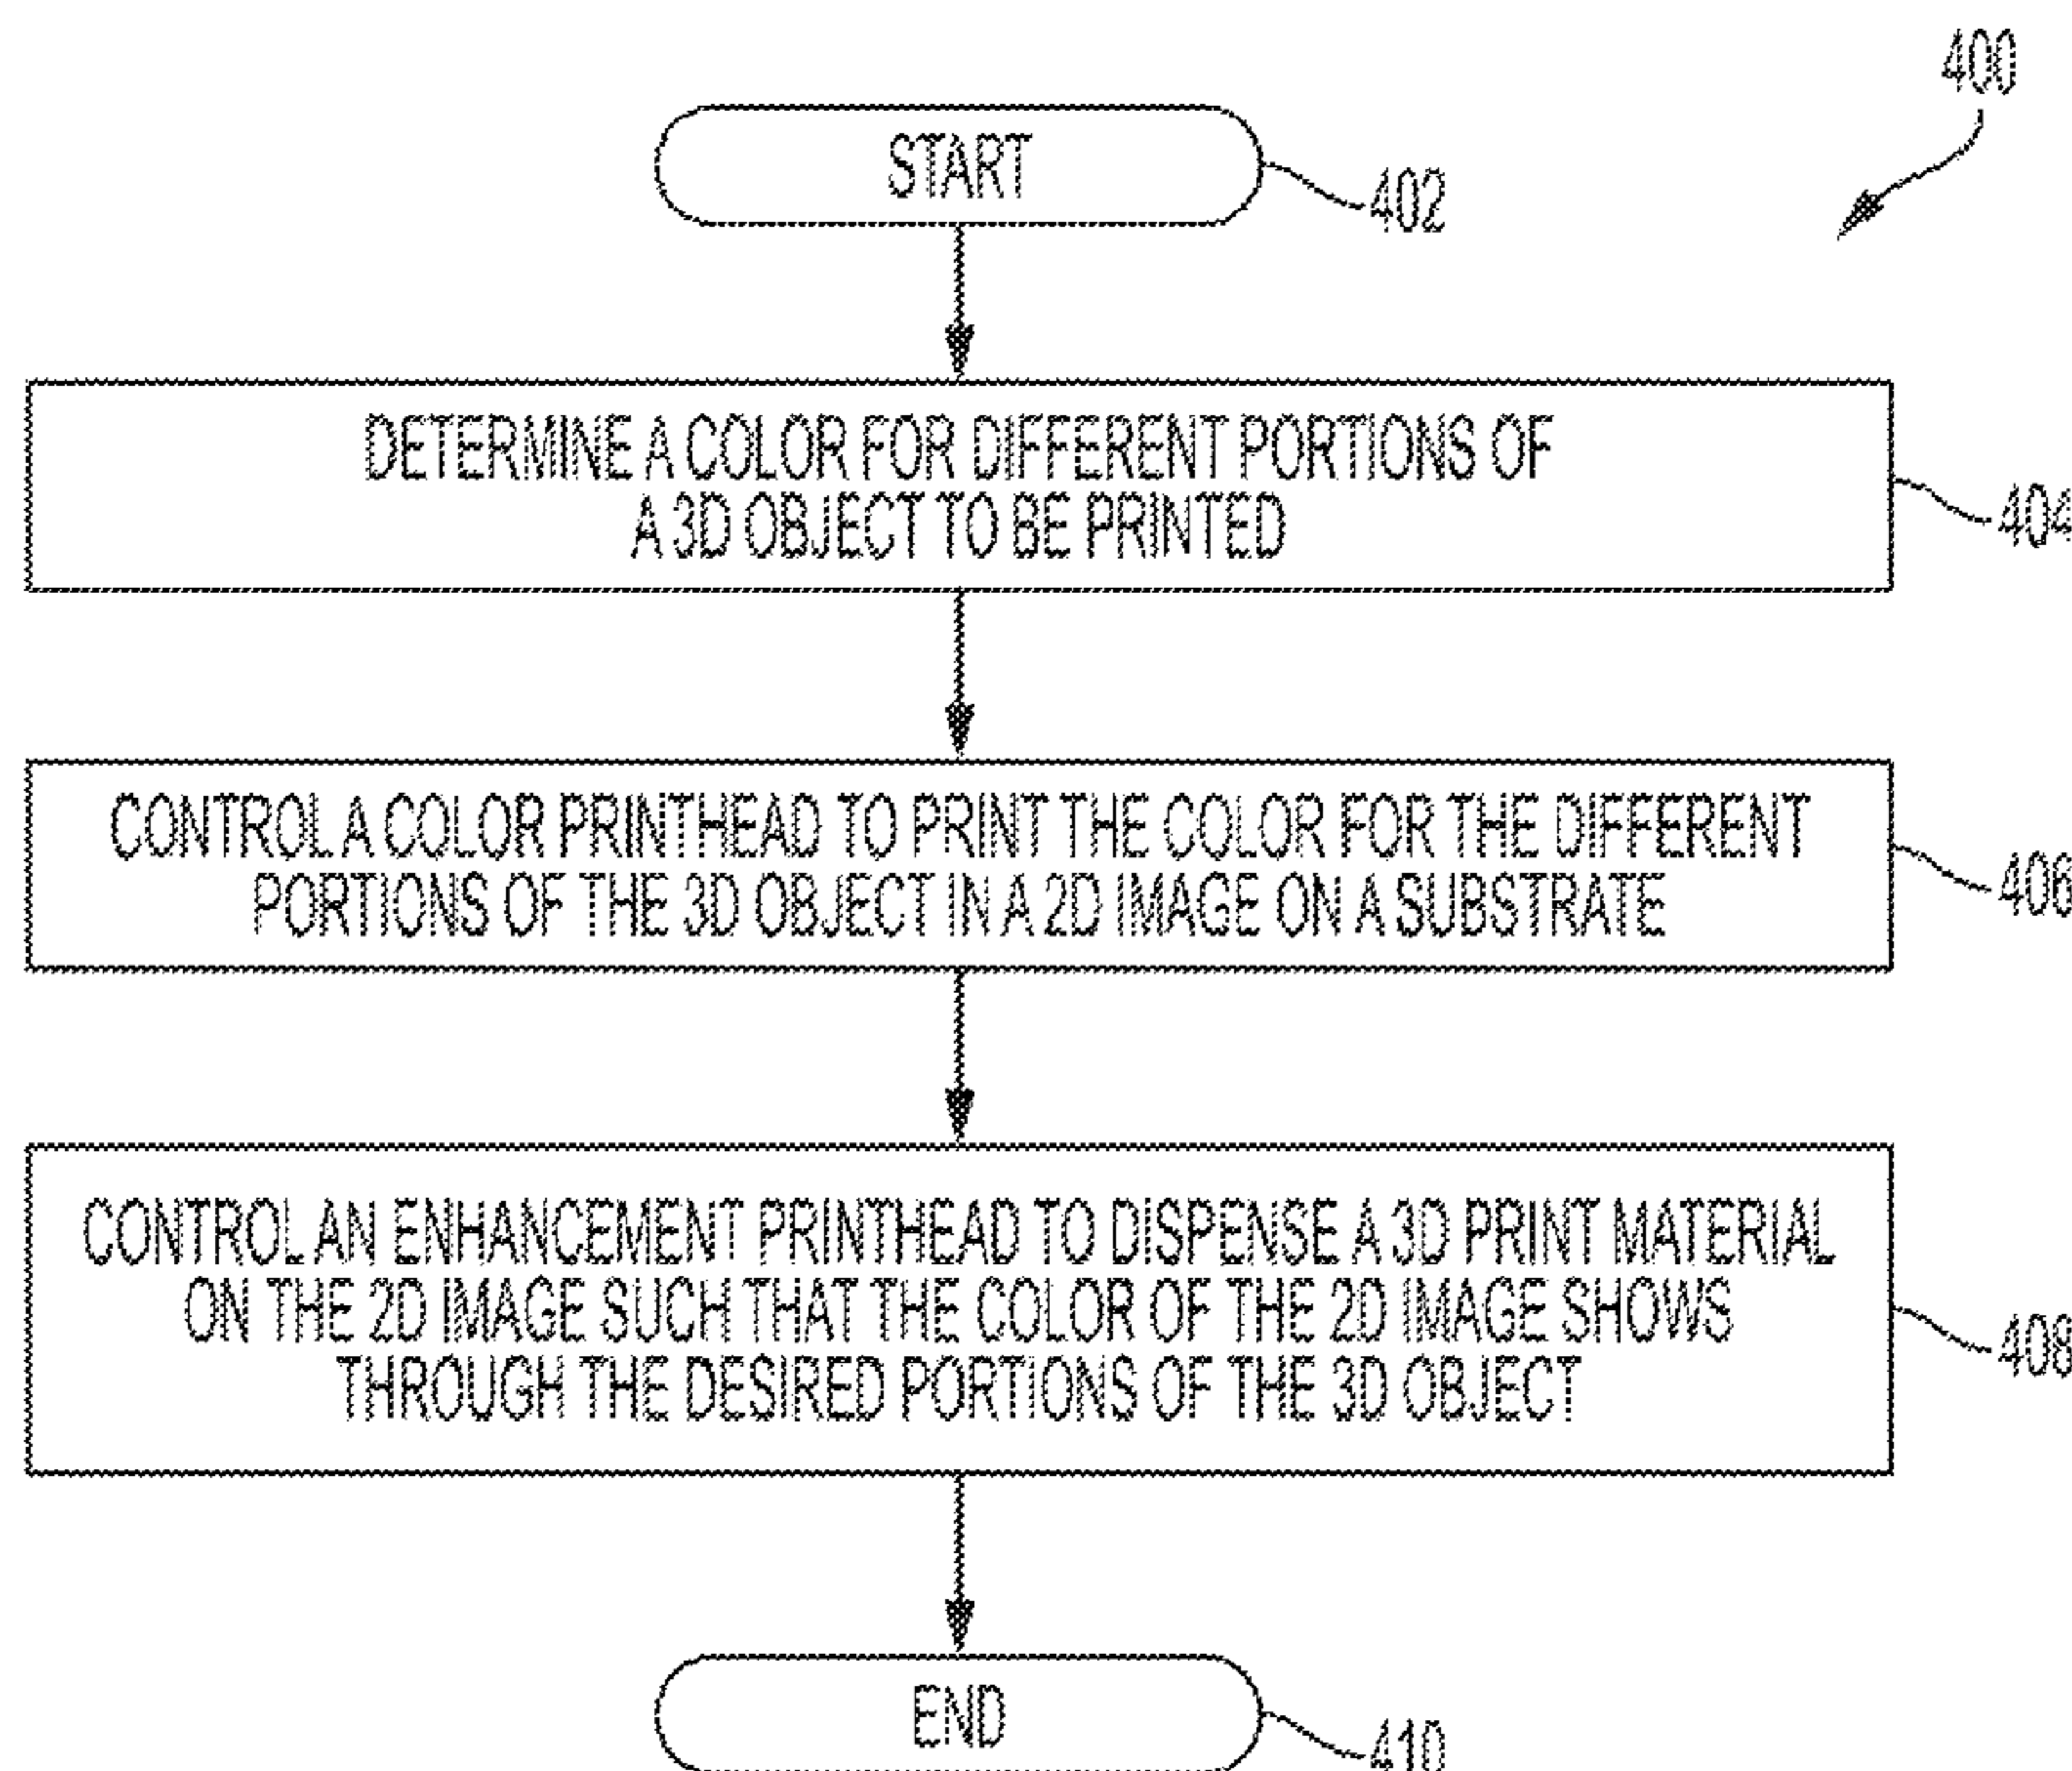 400
START
402
DETERMINE A COLOR FOR DIFFERENT PORTIONS OF
A 3D OBJECT TO BE PRINTED
404
CONTROL A COLOR PRINTHEAD TO PRINT THE COLOR FOR THE DIFFERENT
PORTIONS OF THE 3D OBJECT IN A 2D IMAGE ON A SUBSTRATE
406
CONTROL AN ENHANCEMENT PRINTHEAD TO DISPENSE A 3D PRINT MATERIAL
ON THE 2D IMAGE SUCH THAT THE COLOR OF THE 2D IMAGE SHOWS
THROUGH THE DESIRED PORTIONS OF THE 3D OBJECT
408
END
410